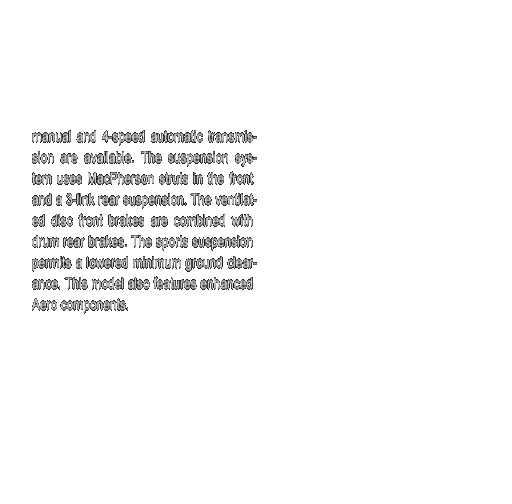 manual and 4-speed automatic transmis-
sion are available. The suspension sys-
tem uses MacPherson struts in the front
and a 3-link rear suspension. The ventilat-
ed disc front brakes are combined with
drum rear brakes. The sports suspension
permits a lowered minimum ground clear-
ance. This model also features enhanced
Aero components.